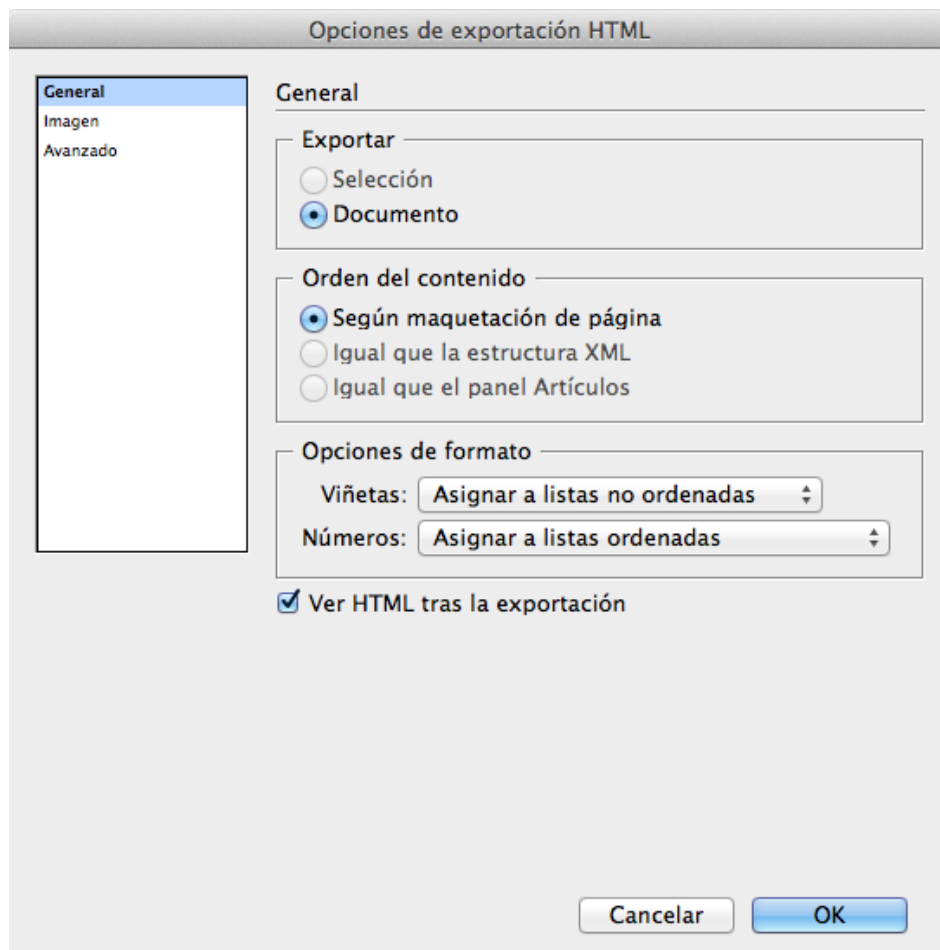 Opciones de exportación HTML
General
Imagen
Avanzado
General
Exportar
Selección
Documento
Orden del contenido
Según maquetación de página
Igual que la estructura XML
Igual que el panel Artículos
Opciones de formato
Viñetas: Asignar a listas no ordenadas
Números: Asignar a listas ordenadas
Ver HTML tras la exportación
Cancelar OK